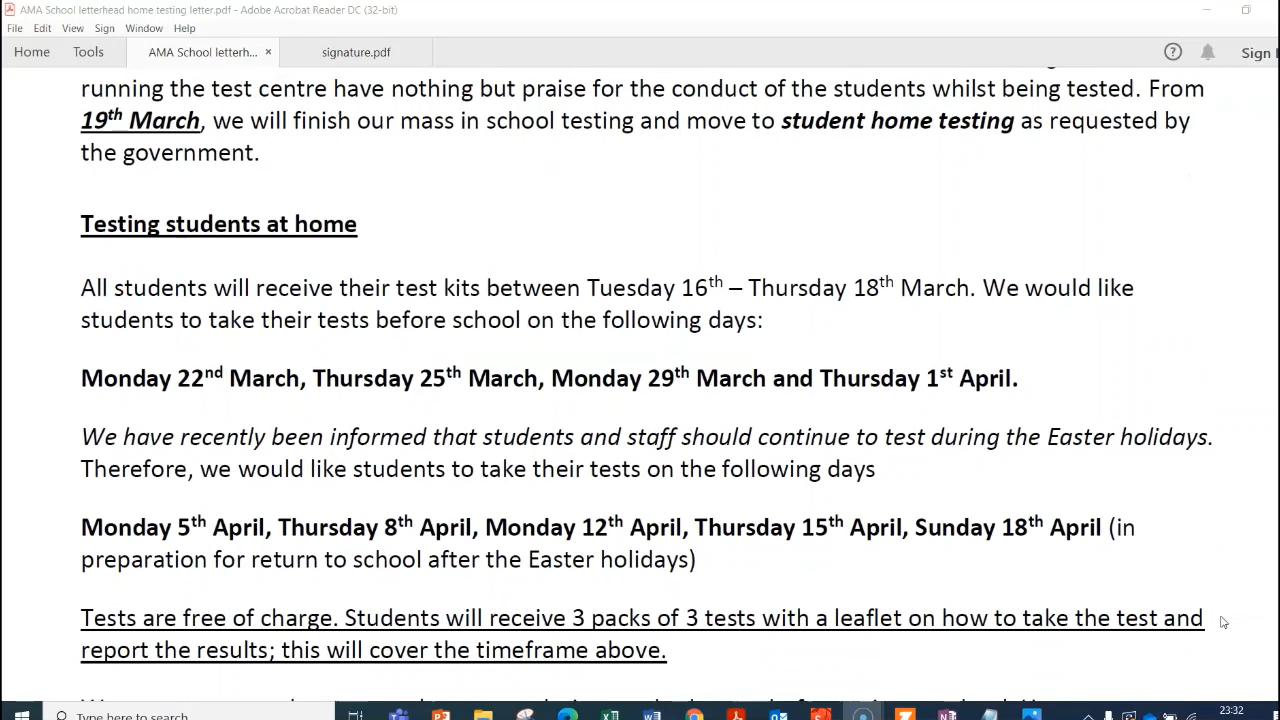 AMA School letterhead home testing letter.pdf - Adobe Acrobat Reader DC (32-bit)
File Edit View Sign Window Help
Home Tools AMA School letterh... × signature.pdf Sign
running the test centre have nothing but praise for the conduct of the students whilst being tested. From
19th March, we will finish our mass in school testing and move to student home testing as requested by
the government.
Testing students at home
All students will receive their test kits between Tuesday 16th – Thursday 18th March. We would like
students to take their tests before school on the following days:
Monday 22nd March, Thursday 25th March, Monday 29th March and Thursday 1st April.
We have recently been informed that students and staff should continue to test during the Easter holidays.
Therefore, we would like students to take their tests on the following days
Monday 5th April, Thursday 8th April, Monday 12th April, Thursday 15th April, Sunday 18th April (in
preparation for return to school after the Easter holidays)
Tests are free of charge. Students will receive 3 packs of 3 tests with a leaflet on how to take the test and
report the results; this will cover the timeframe above.
Type here to search
23:32